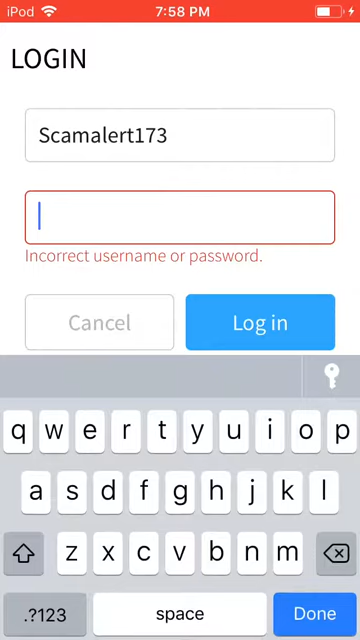 iPod 7:58 PM
LOGIN
Scamalert173
Incorrect username or password.
Cancel Log in
q w e r t y u i o p
a s d f g h j k l
z x c v b n m
.?123 space Done